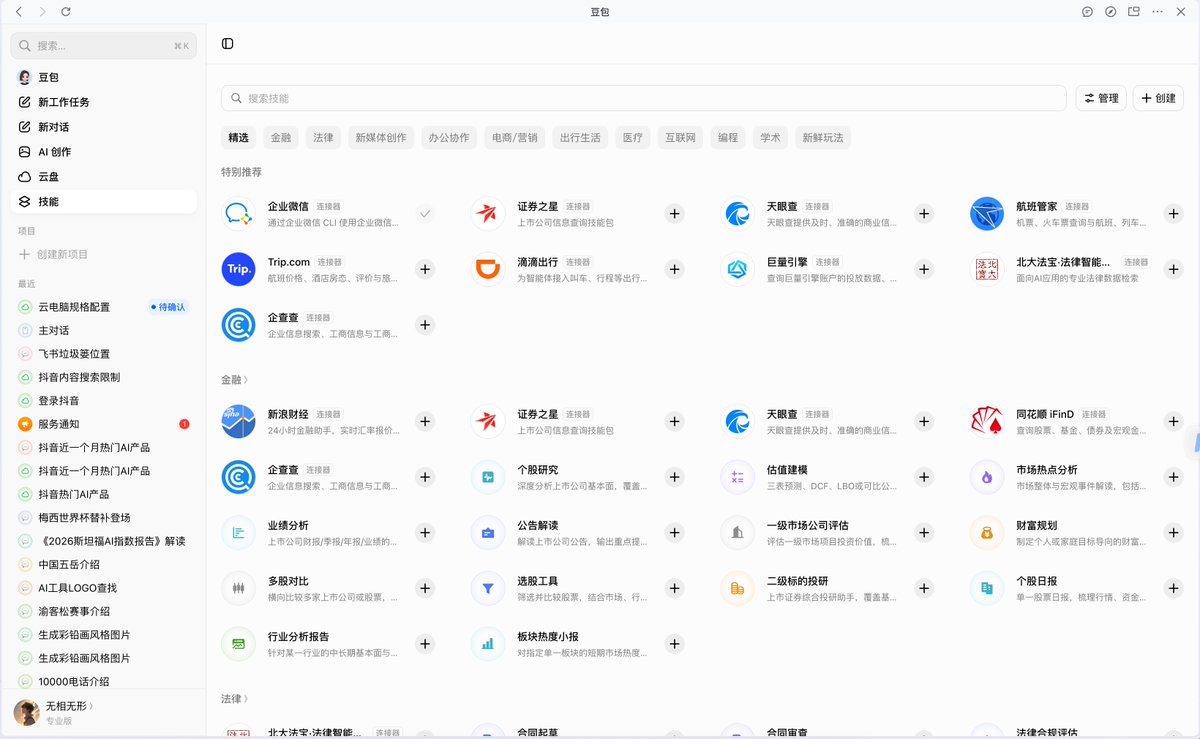 豆包
搜索...
⌘ K
豆包
新工作任务
新对话
AI 创作
云盘
技能
项目
创建新项目
最近
云电脑规格配置
待确认
主对话
飞书垃圾篓位置
抖音内容搜索限制
登录抖音
服务通知
1
抖音近一个月热门AI产品
抖音近一个月热门AI产品
抖音热门AI产品
梅西世界杯替补登场
《2026斯坦福AI指数报告》解读
中国五岳介绍
AI工具LOGO查找
渝客松赛事介绍
生成彩铅画风格图片
生成彩铅画风格图片
10000电话介绍
无相无形
专业版
搜索技能
管理
创建
精选 金融 法律 新媒体创作 办公协作 电商/营销 出行生活 医疗 互联网 编程 学术 新鲜玩法
特别推荐
企业微信 连接器
通过企业微信 CLI 使用企业微信...
证券之星 连接器
上市公司信息查询技能包
天眼查 连接器
天眼查提供及时、准确的商业信...
航班管家 连接器
机票、火车票查询与航班、列车...
Trip.
Trip.com 连接器
航班价格、酒店房态、评价与旅...
滴滴出行 连接器
为智能体接入叫车、行程等出行...
巨量引擎 连接器
查询巨量引擎账户的投放数据、...
北大法宝·法律智能... 连接器
面向AI应用的专业法律数据检索
企查查 连接器
企业信息搜索、工商信息与工商...
金融
sina
新浪财经 连接器
24小时金融助手，实时汇率报价...
证券之星 连接器
上市公司信息查询技能包
天眼查 连接器
天眼查提供及时、准确的商业信...
同花顺 iFinD 连接器
查询股票、基金、债券及宏观金...
企查查 连接器
企业信息搜索、工商信息与工商...
个股研究
深度分析上市公司基本面，覆盖...
估值建模
三表预测、DCF、LBO或可比公...
市场热点分析
市场整体与宏观事件解读，包括...
业绩分析
上市公司财报/季报/年报/业绩的...
公告解读
解读上市公司公告，输出重点提...
一级市场公司评估
评估一级市场项目投资价值，梳...
财富规划
制定个人或家庭目标导向的财富...
多股对比
横向比较多家上市公司或股票，...
选股工具
筛选并比较股票，结合市场、行...
二级标的投研
上市证券综合投研助手，覆盖基...
个股日报
单一股票日报，梳理行情、资金...
行业分析报告
针对某一行业的中长期基本面与...
板块热度小报
对指定单一板块的短期市场热度...
法律
北大法宝·法律智能... 连接器
合同起草
合同审查
法律合规评估